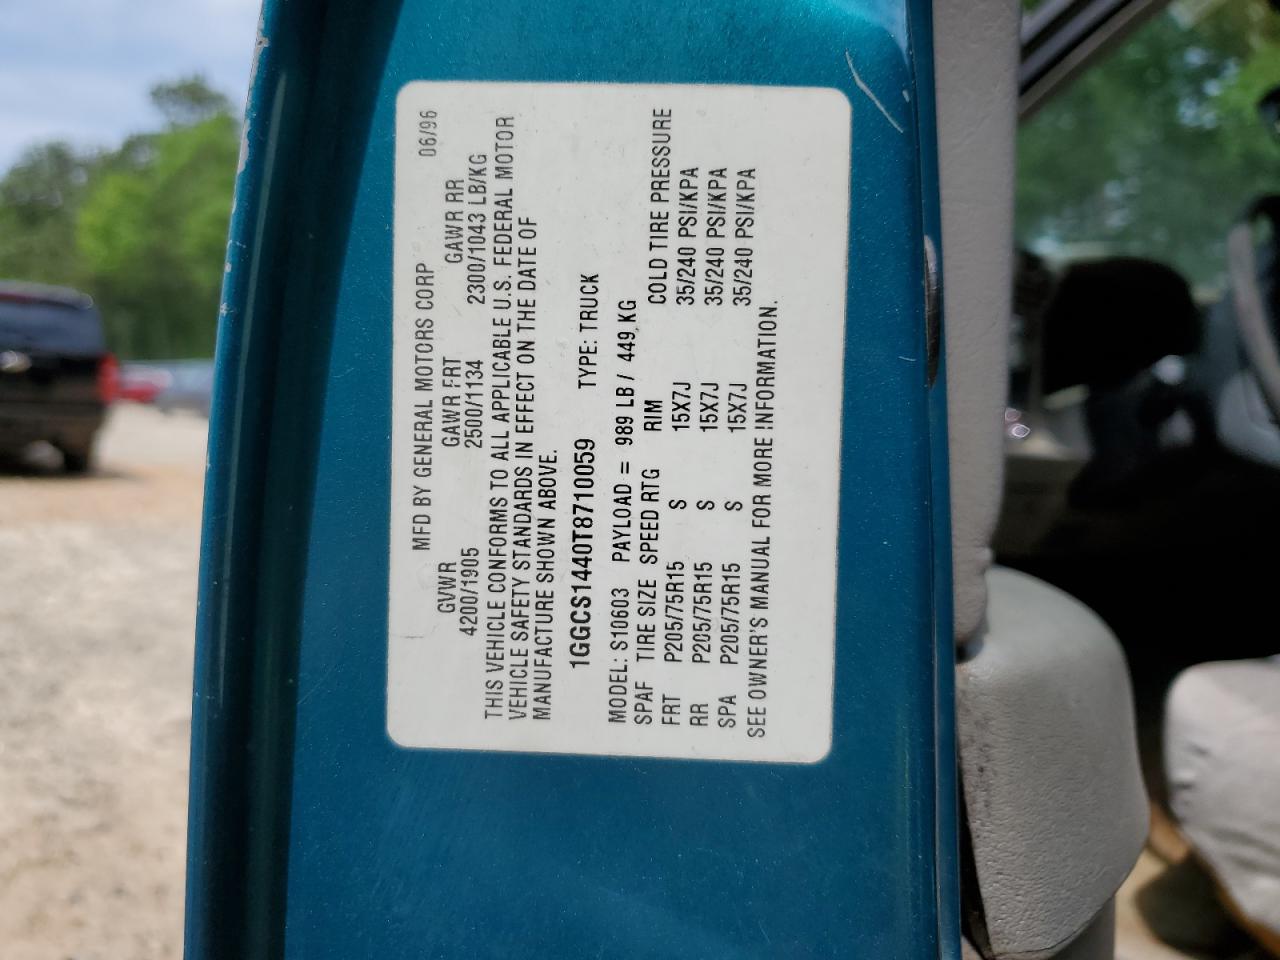 MFD BY GENERAL MOTORS CORP 06/96
GVWR GAWR FRT GAWR RR
4200/1905 2500/1134 2300/1043 LB/KG
THIS VEHICLE CONFORMS TO ALL APPLICABLE U.S. FEDERAL MOTOR
VEHICLE SAFETY STANDARDS IN EFFECT ON THE DATE OF
MANUFACTURE SHOWN ABOVE.
1GGCS1440T8710059 TYPE: TRUCK
MODEL: S10603 PAYLOAD = 989 LB / 449 KG
SPAF TIRE SIZE SPEED RTG RIM COLD TIRE PRESSURE
FRT P205/75R15 S 15X7J 35/240 PSI/KPA
RR P205/75R15 S 15X7J 35/240 PSI/KPA
SPA P205/75R15 S 15X7J 35/240 PSI/KPA
SEE OWNER'S MANUAL FOR MORE INFORMATION.